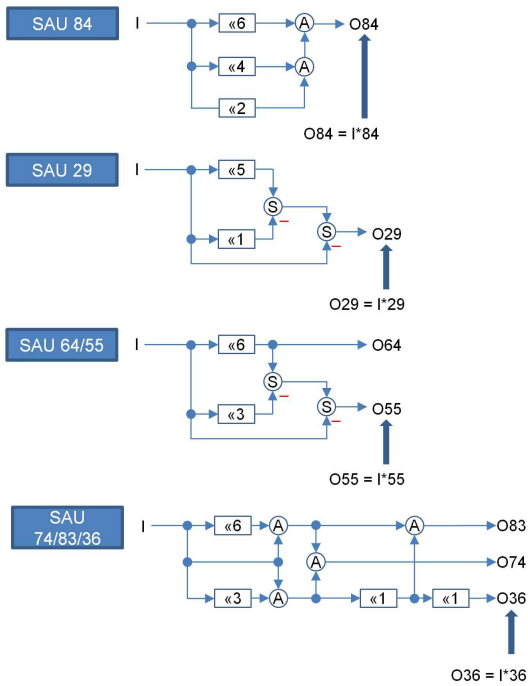 SAU 84
I
«6
A
O84
«4
A
«2
O84 = I*84
SAU 29
I
«5
S
–
«1
S
–
O29
O29 = I*29
SAU 64/55
I
«6
O64
S
–
«3
S
–
O55
O55 = I*55
SAU
74/83/36
I
«6
A
A
O83
A
O74
«3
A
«1
«1
O36
O36 = I*36